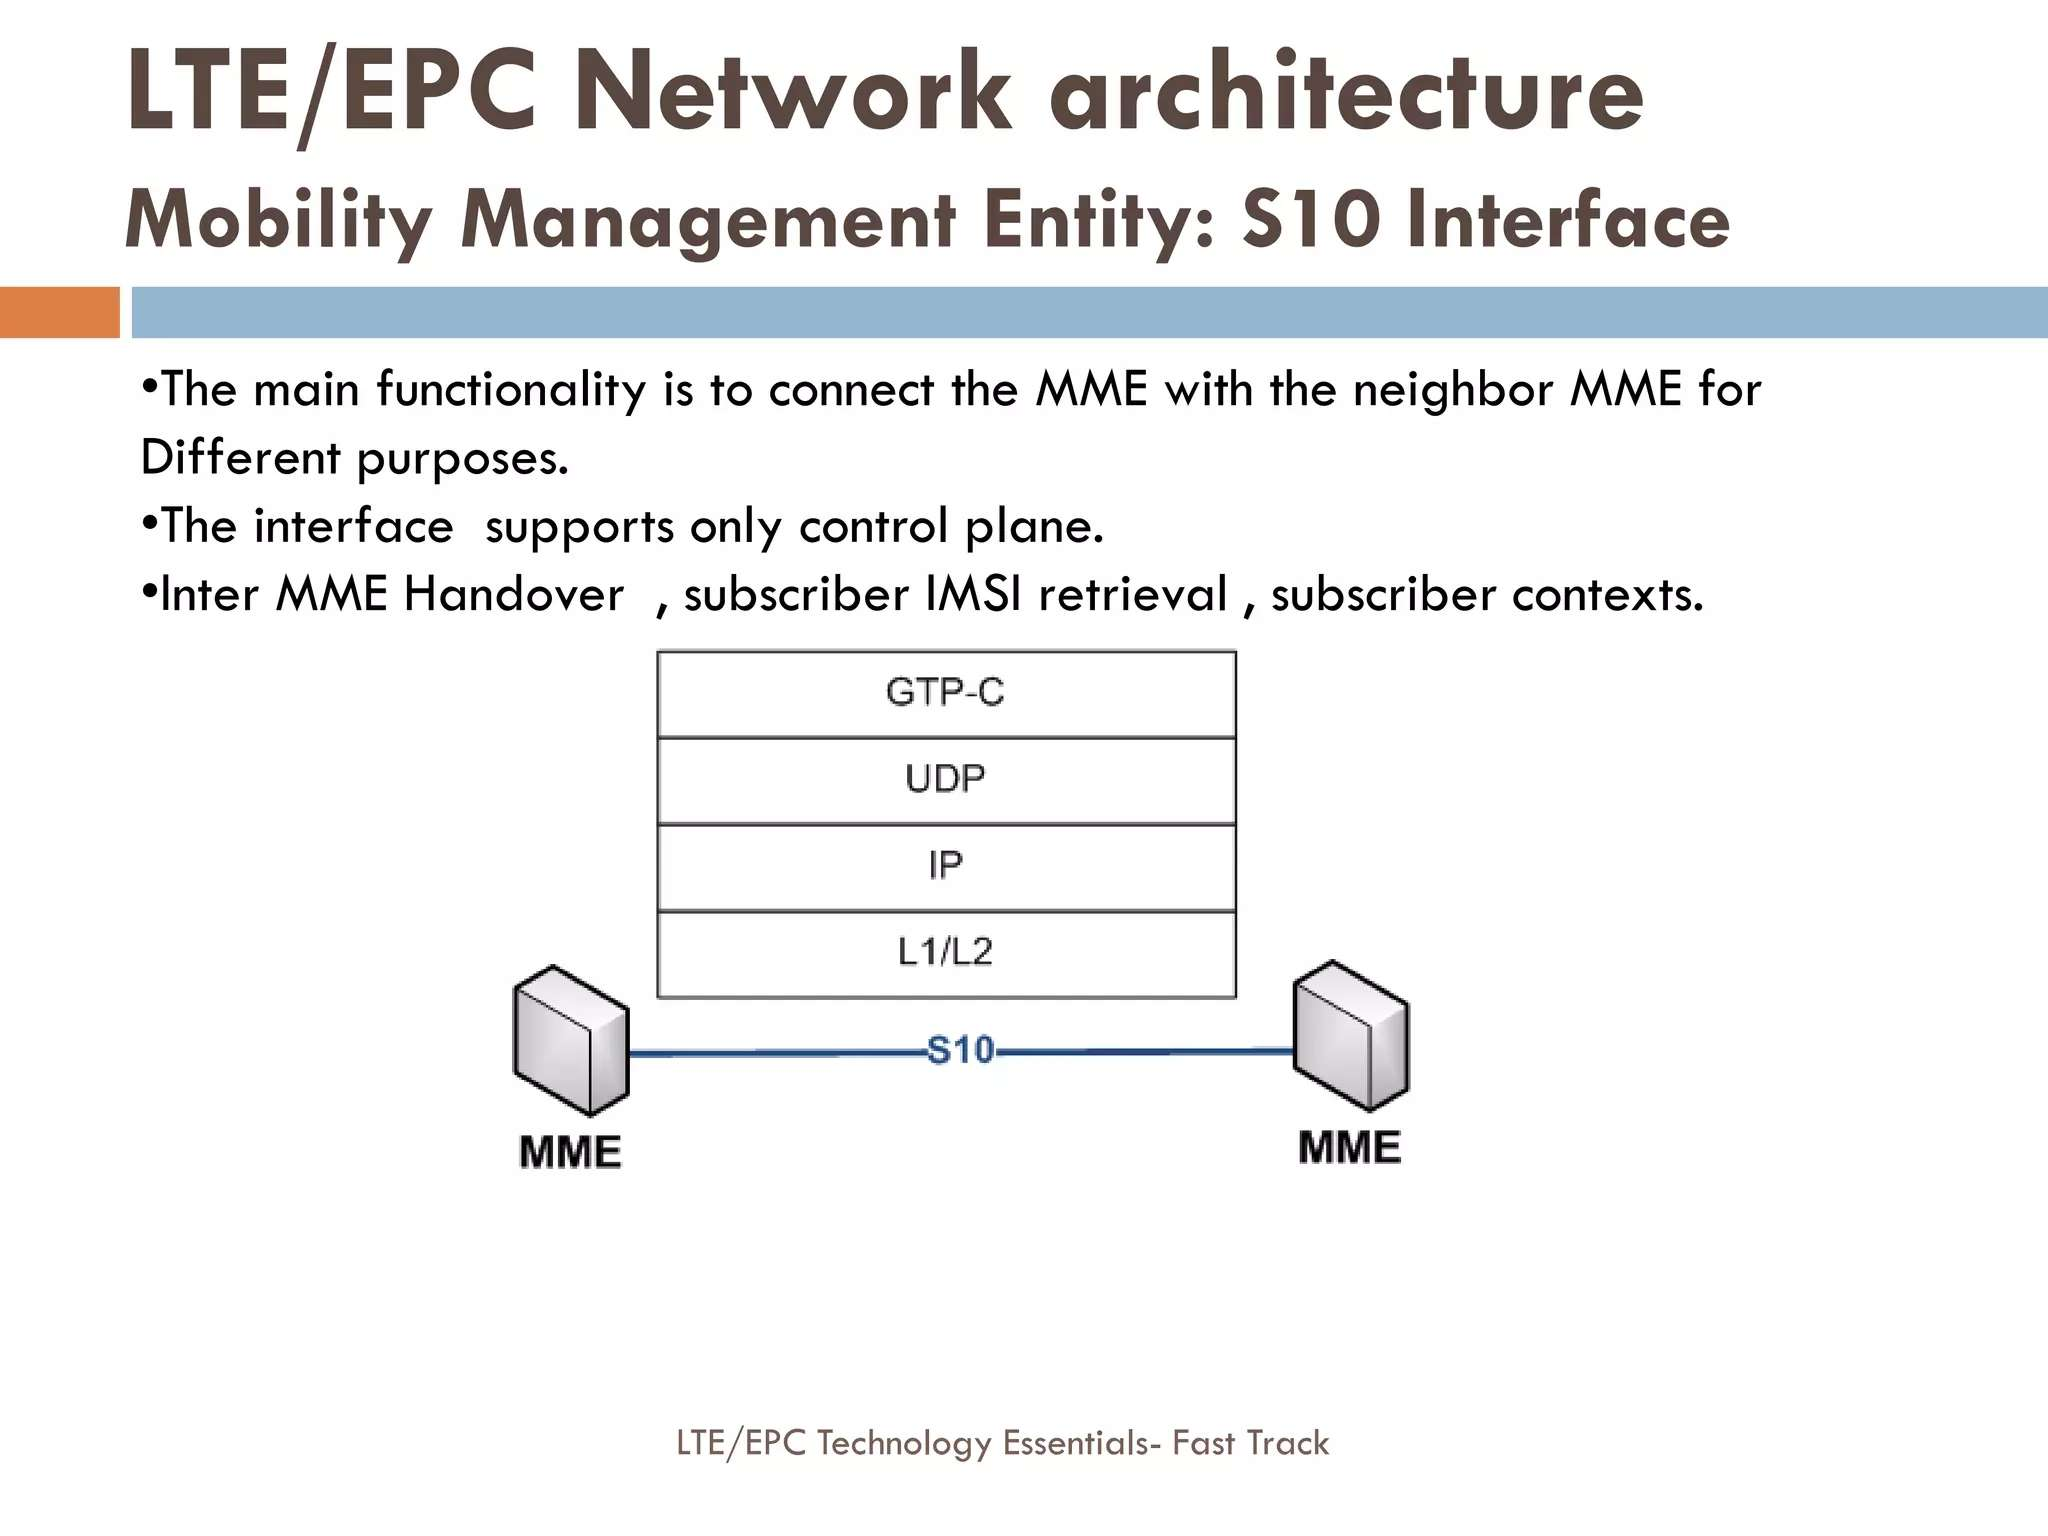 LTE/EPC Network architecture
Mobility Management Entity: S10 Interface
•The main functionality is to connect the MME with the neighbor MME for
Different purposes.
•The interface  supports only control plane.
•Inter MME Handover  , subscriber IMSI retrieval , subscriber contexts.
GTP-C
UDP
IP
L1/L2
S10
MME
MME
LTE/EPC Technology Essentials- Fast Track